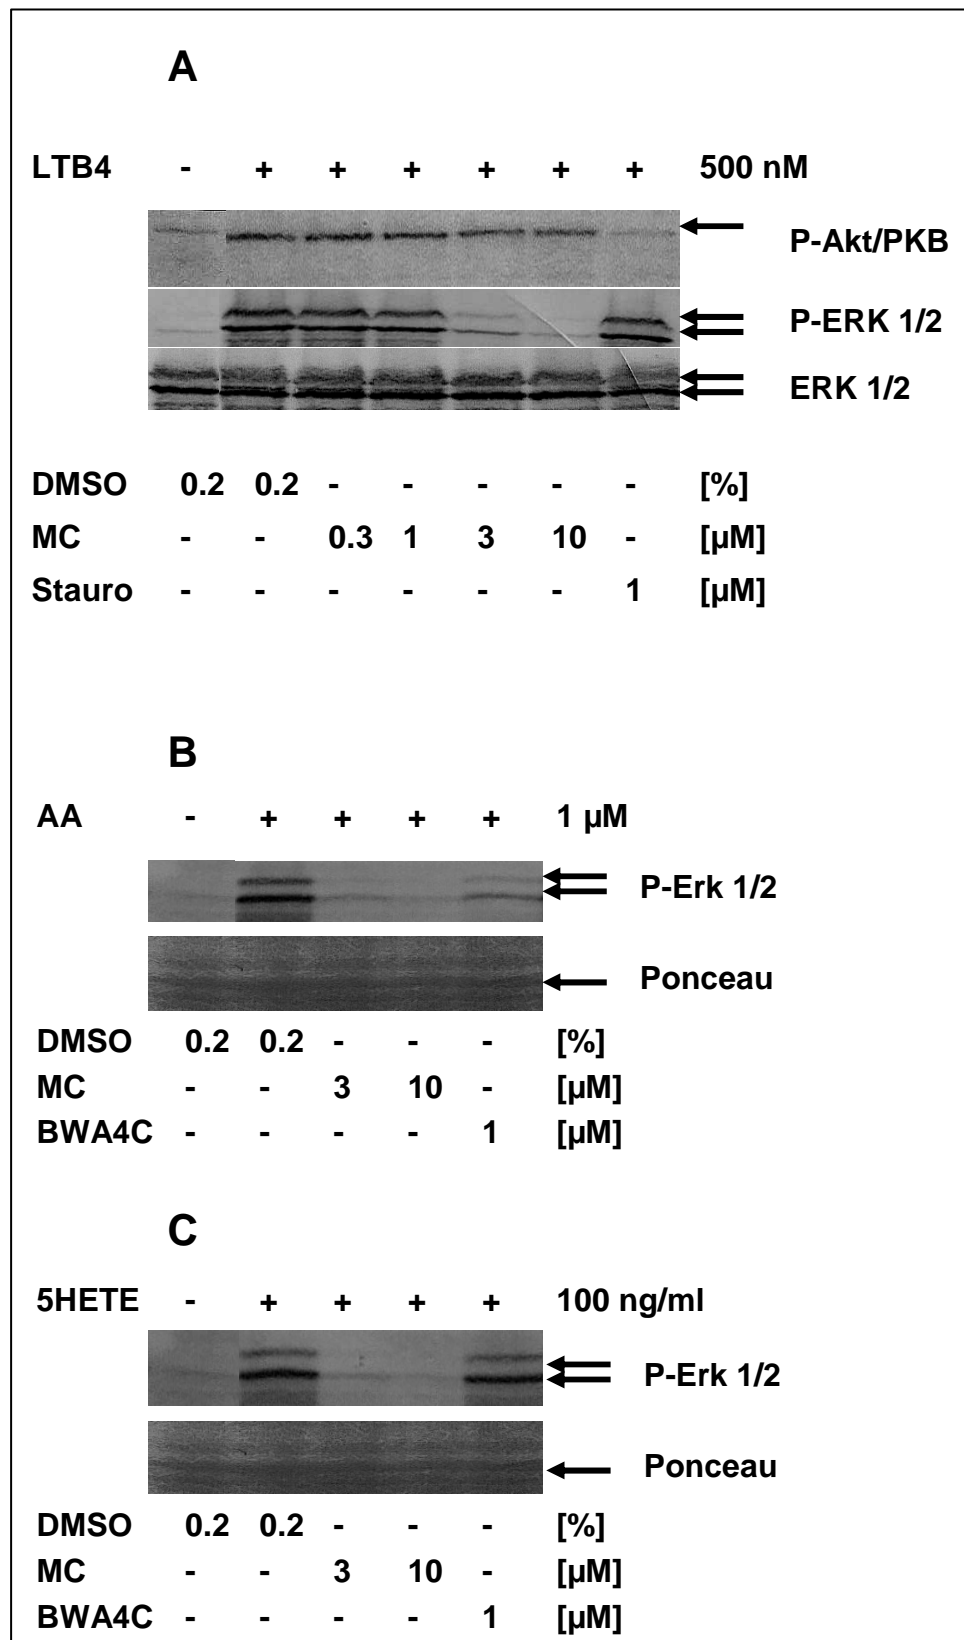 A
LTB4 - + + + + + + 500 nM
P-Akt/PKB
P-ERK 1/2
ERK 1/2
DMSO 0.2 0.2 - - - - - [%]
MC - - 0.3 1 3 10 - [µM]
Stauro - - - - - - 1 [µM]
B
AA - + + + + 1 µM
P-Erk 1/2
Ponceau
DMSO 0.2 0.2 - - - [%]
MC - - 3 10 - [µM]
BWA4C - - - - 1 [µM]
C
5HETE - + + + + 100 ng/ml
P-Erk 1/2
Ponceau
DMSO 0.2 0.2 - - - [%]
MC - - 3 10 - [µM]
BWA4C - - - - 1 [µM]